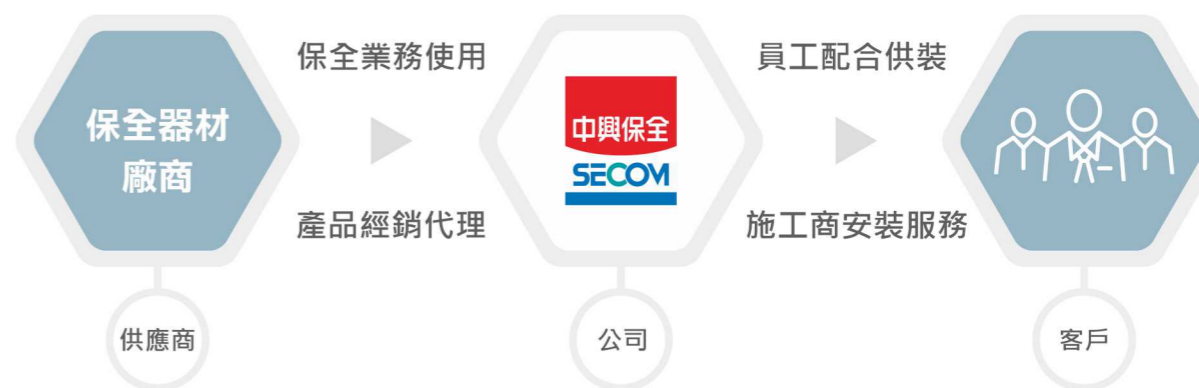 保全器材
廠商
保全業務使用
產品經銷代理
中興保全
SECOM
員工配合供裝
施工商安裝服務
供應商
公司
客戶